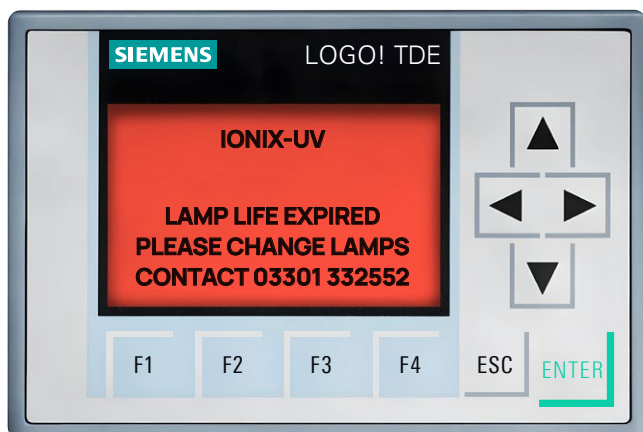 SIEMENS LOGO! TDE
IONIX-UV
LAMP LIFE EXPIRED
PLEASE CHANGE LAMPS
CONTACT 03301 332552
F1 F2 F3 F4 ESC ENTER